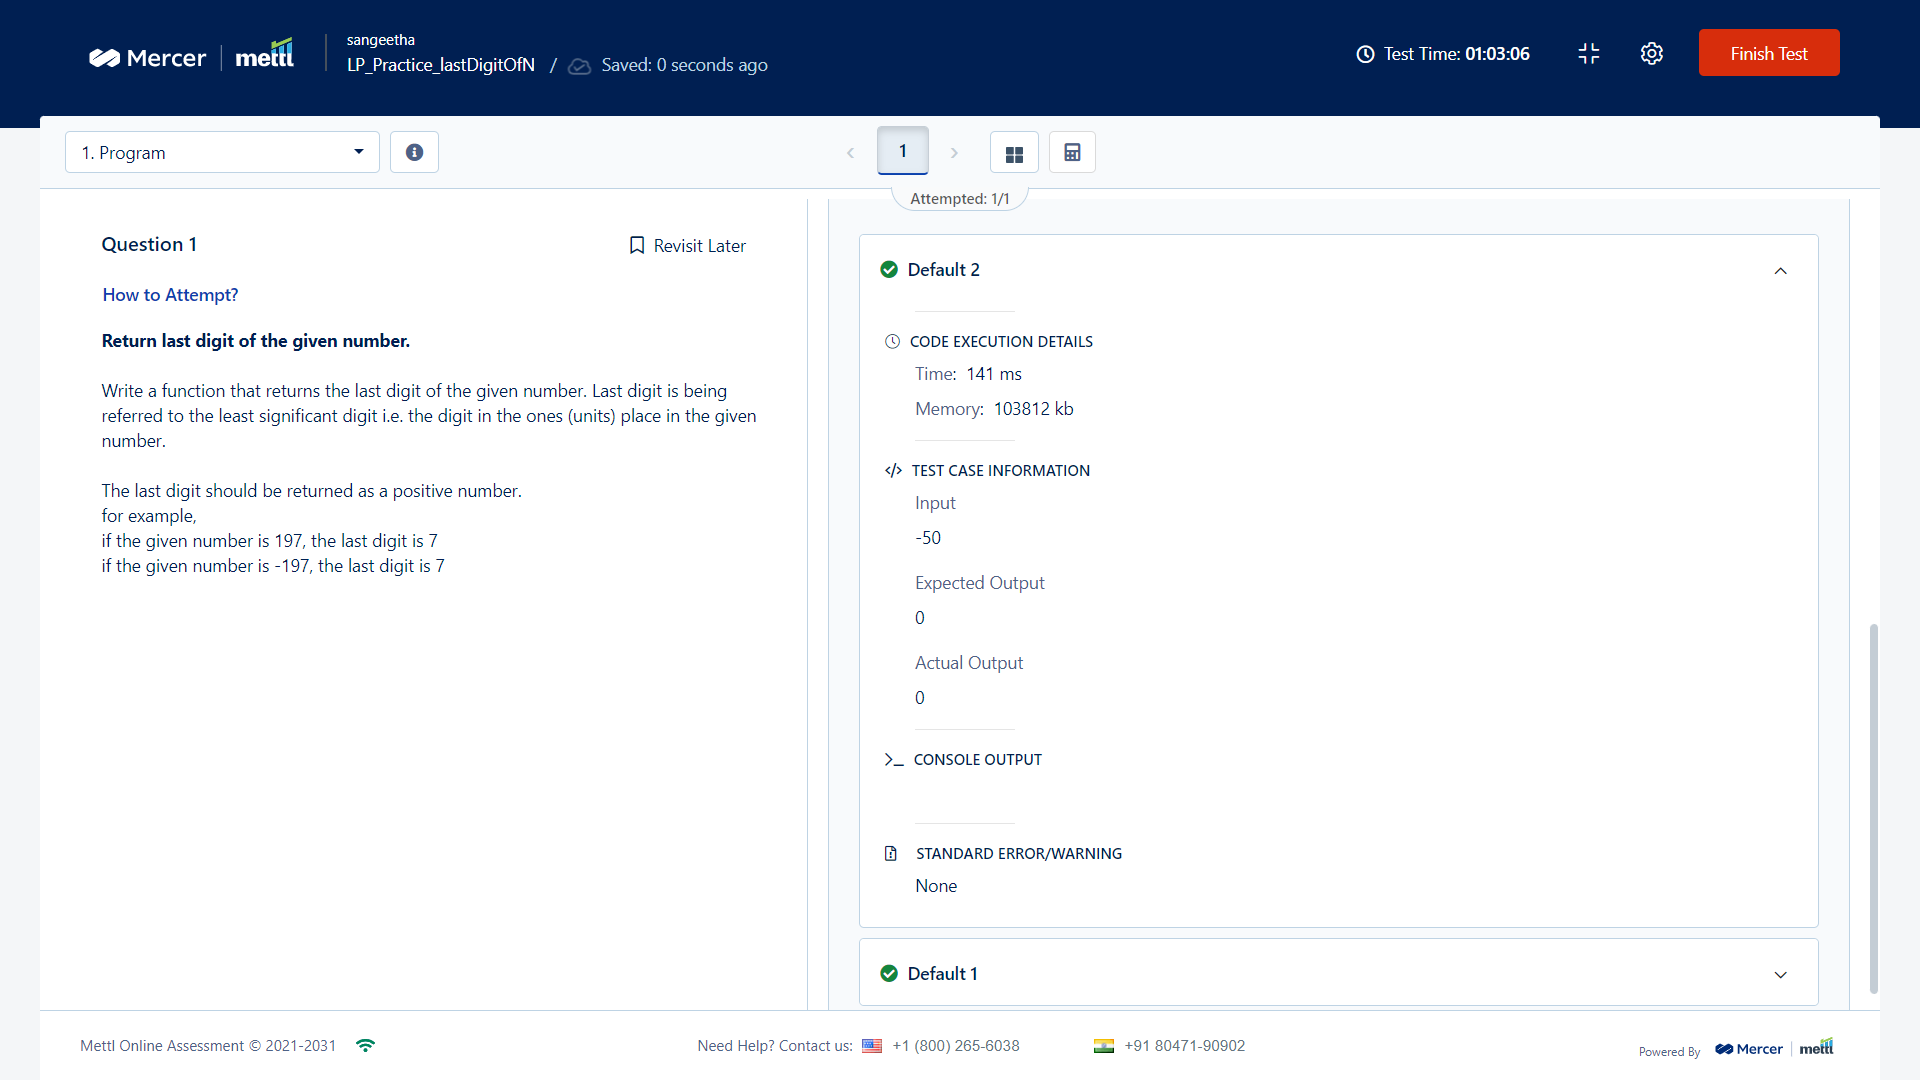 Mercer mettl
sangeetha
LP_Practice_lastDigitOfN / Saved: 0 seconds ago
Test Time: 01:03:06
Finish Test
1. Program
1
Attempted: 1/1
Question 1
Revisit Later
How to Attempt?
Return last digit of the given number.
Write a function that returns the last digit of the given number. Last digit is being
referred to the least significant digit i.e. the digit in the ones (units) place in the given
number.
The last digit should be returned as a positive number.
for example,
if the given number is 197, the last digit is 7
if the given number is -197, the last digit is 7
Default 2
CODE EXECUTION DETAILS
Time: 141 ms
Memory: 103812 kb
TEST CASE INFORMATION
Input
-50
Expected Output
0
Actual Output
0
CONSOLE OUTPUT
STANDARD ERROR/WARNING
None
Default 1
Mettl Online Assessment © 2021-2031
Need Help? Contact us: +1 (800) 265-6038
+91 80471-90902
Powered By Mercer mettl